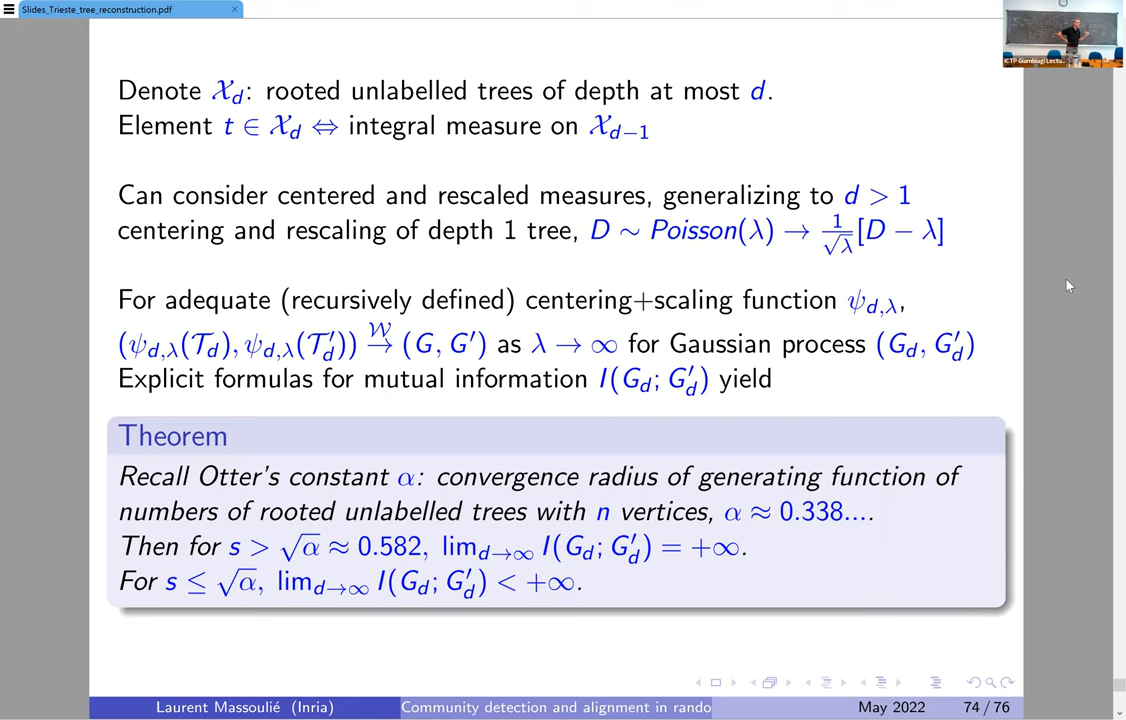 Slides_Trieste_tree_reconstruction.pdf
ICTP Giambiagi Lectu...
Denote 𝒳_d: rooted unlabelled trees of depth at most d.
Element t ∈ 𝒳_d ⇔ integral measure on 𝒳_{d−1}
Can consider centered and rescaled measures, generalizing to d > 1
centering and rescaling of depth 1 tree, D ∼ Poisson(λ) → 1/√λ [D − λ]
For adequate (recursively defined) centering+scaling function ψ_{d,λ},
(ψ_{d,λ}(𝒯_d), ψ_{d,λ}(𝒯′_d)) →^𝒲 (G, G′) as λ → ∞ for Gaussian process (G_d, G′_d)
Explicit formulas for mutual information I(G_d; G′_d) yield
Theorem
Recall Otter's constant α: convergence radius of generating function of
numbers of rooted unlabelled trees with n vertices, α ≈ 0.338....
Then for s > √α ≈ 0.582, lim_{d→∞} I(G_d; G′_d) = +∞.
For s ≤ √α, lim_{d→∞} I(G_d; G′_d) < +∞.
Laurent Massoulié (Inria)
Community detection and alignment in rando
May 2022
74 / 76